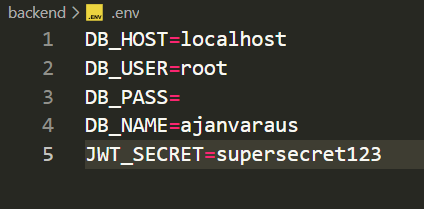 backend > .env
1 DB_HOST=localhost
2 DB_USER=root
3 DB_PASS=
4 DB_NAME=ajanvaraus
5 JWT_SECRET=supersecret123